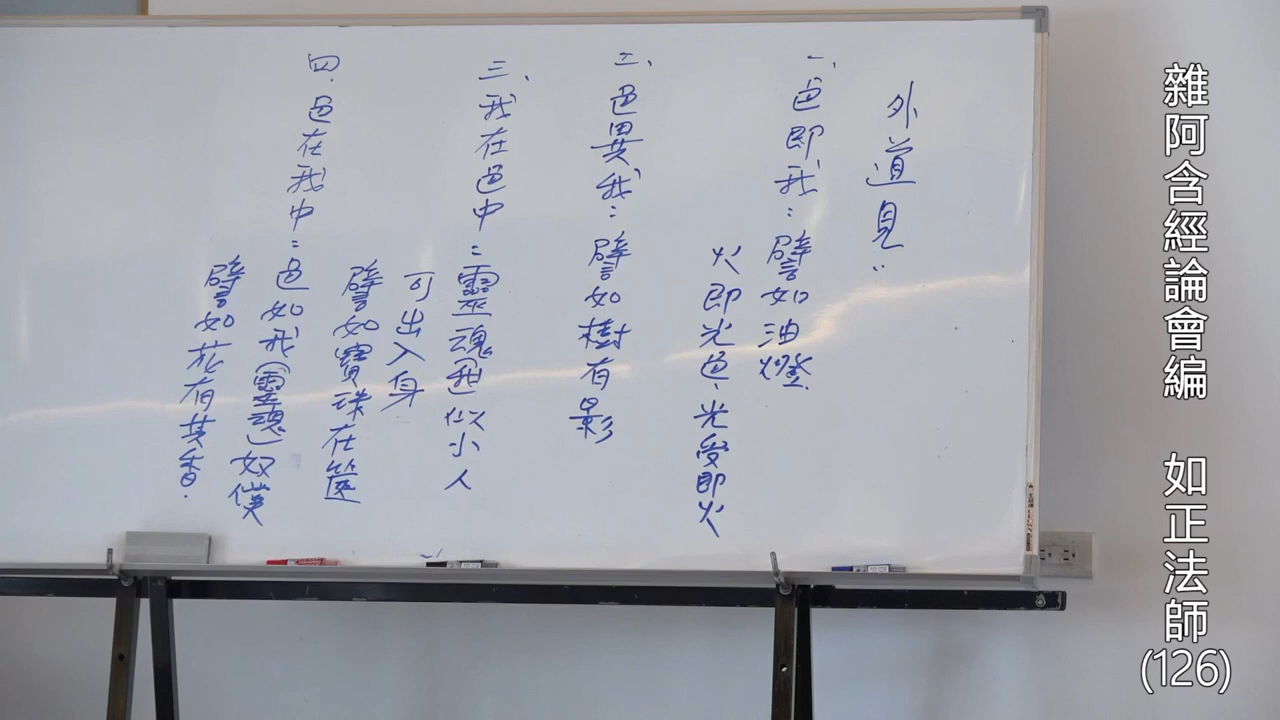 外道見:
一、色即我:譬如油燈.
火即光色、光色即火
二、色異我:譬如樹有影
三、我在色中:靈魂(我)似小人
可出入身
譬如寶珠在篋
四.色在我中:色如我(靈魂)奴僕
譬如花有其香.
雜阿含經論會編 如正法師
(126)